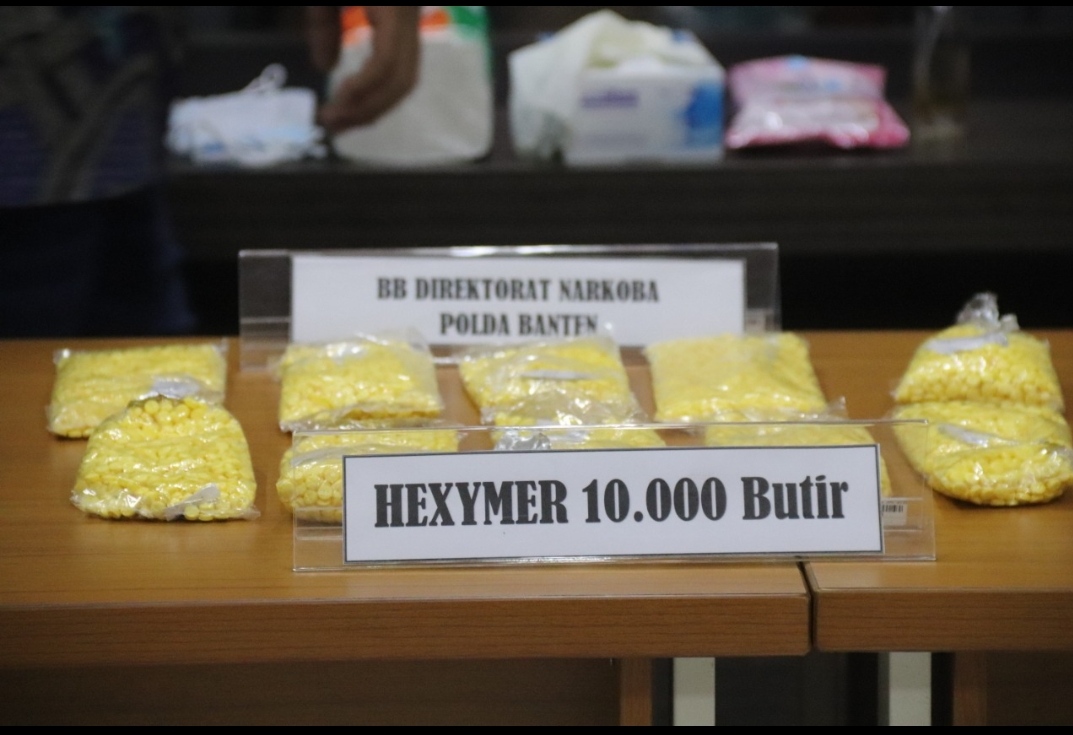 BB DIREKTORAT NARKOBA
POLDA BANTEN
HEXYMER 10.000 Butir